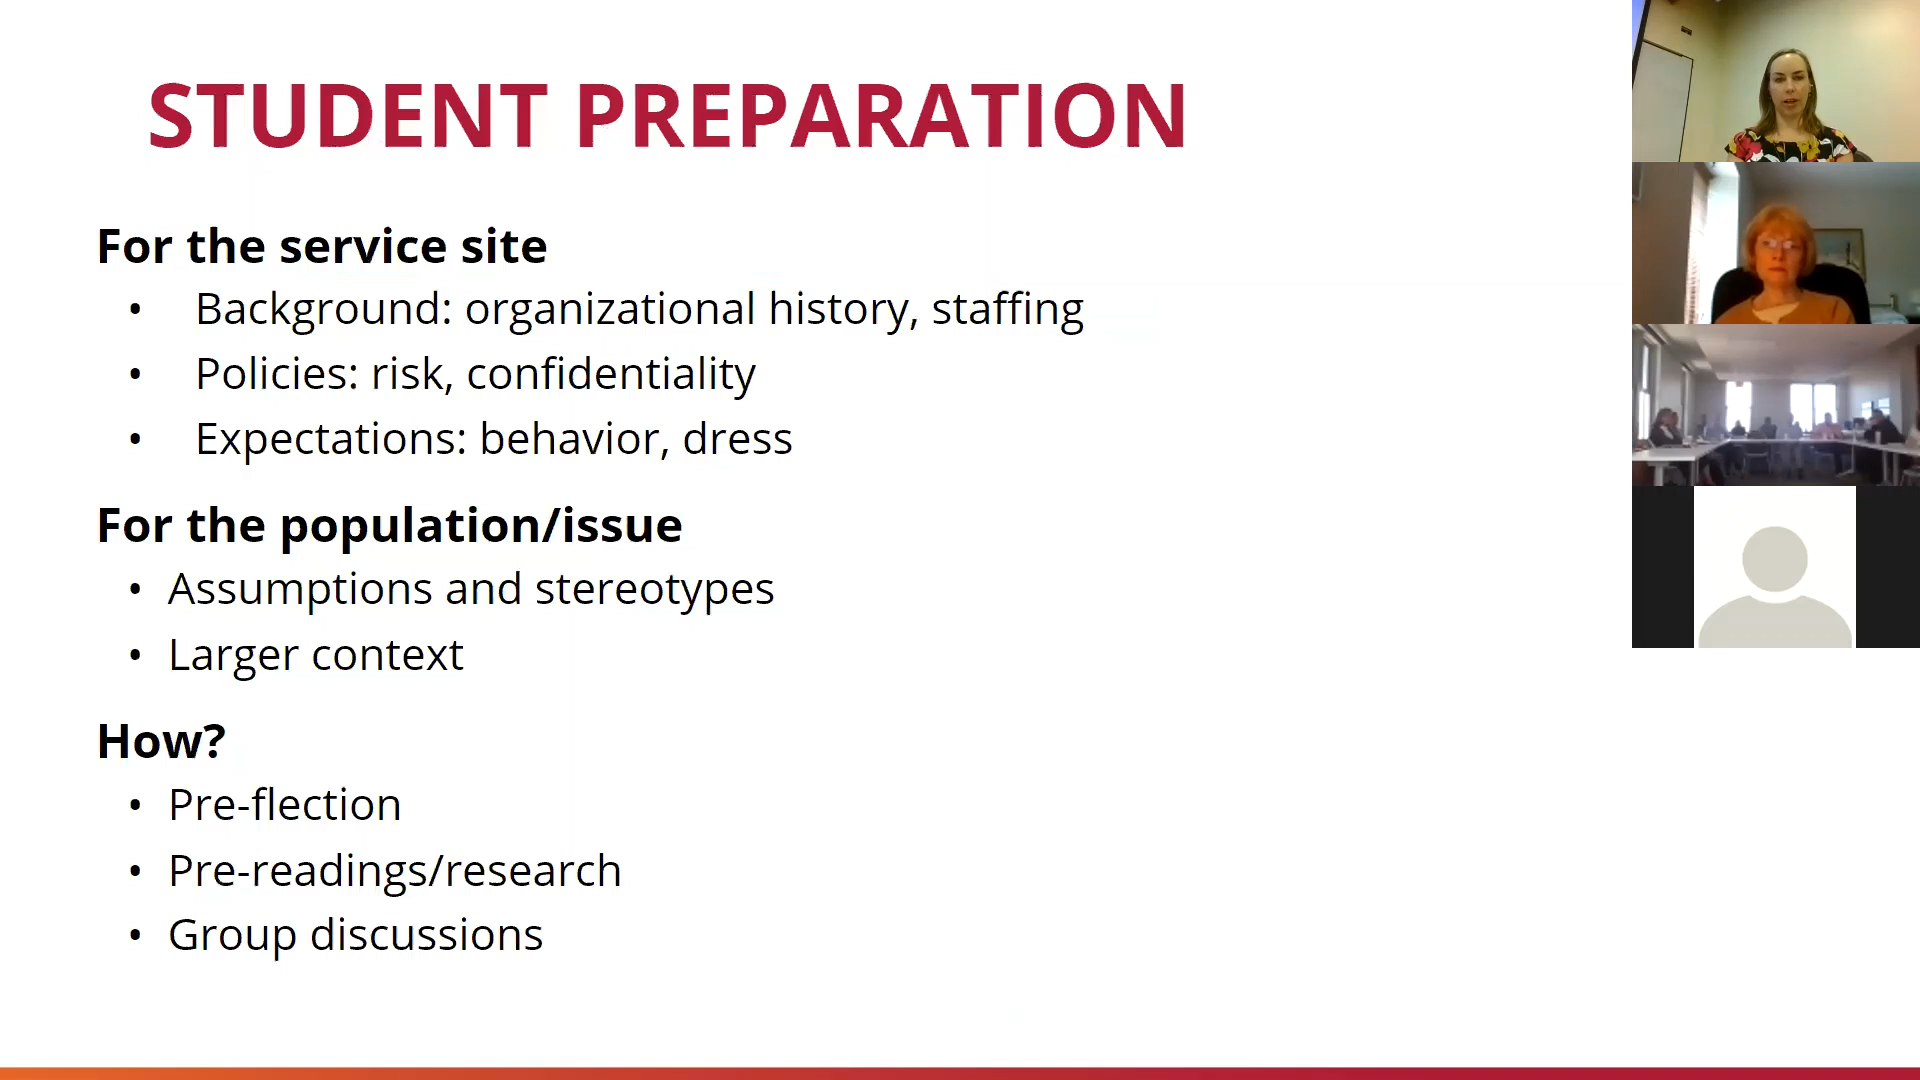 STUDENT PREPARATION
For the service site
• Background: organizational history, staffing
• Policies: risk, confidentiality
• Expectations: behavior, dress
For the population/issue
• Assumptions and stereotypes
• Larger context
How?
• Pre-flection
• Pre-readings/research
• Group discussions